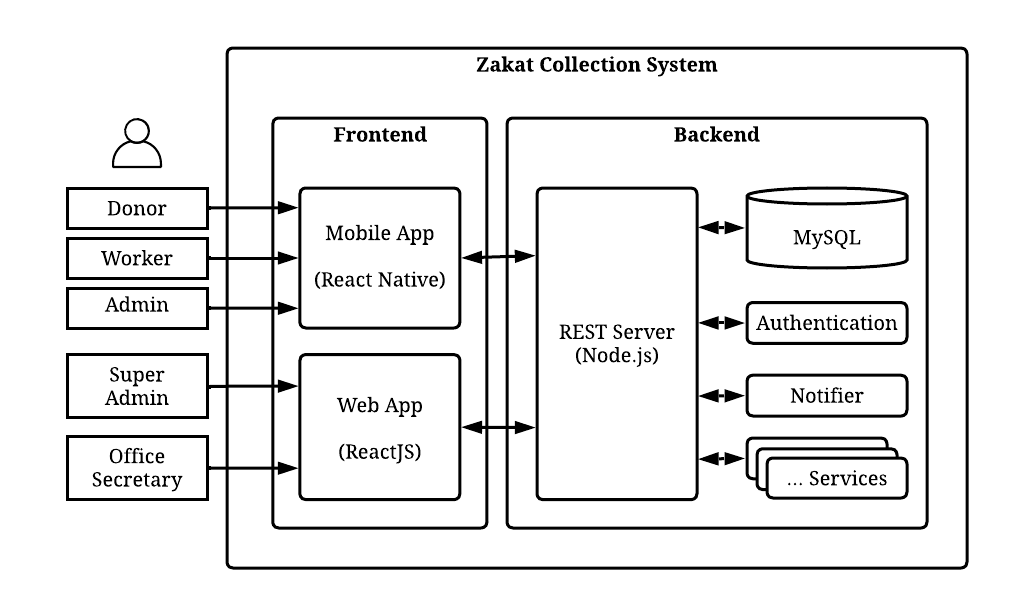 Zakat Collection System
Frontend
Backend
Donor
Worker
Admin
Super
Admin
Office
Secretary
Mobile App
(React Native)
Web App
(ReactJS)
REST Server
(Node.js)
MySQL
Authentication
Notifier
... Services